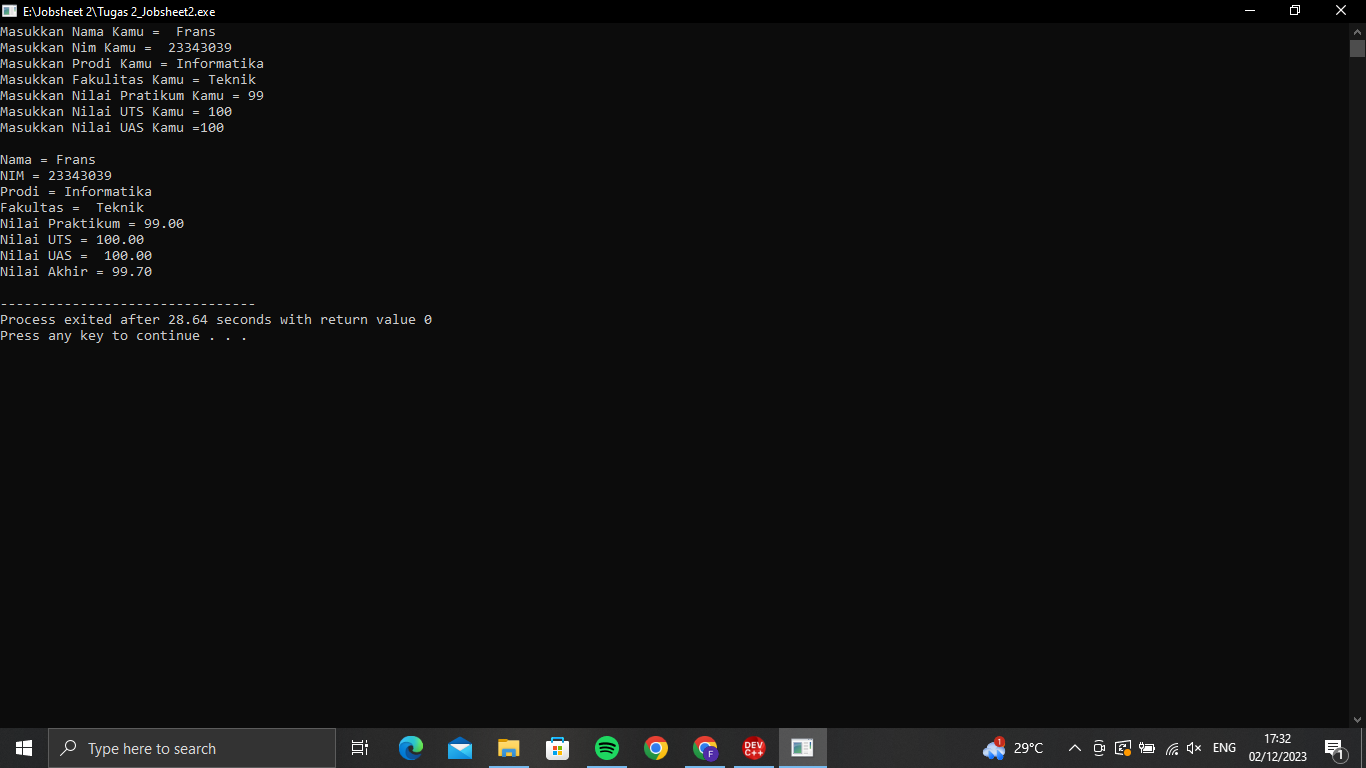 E:\Jobsheet 2\Tugas 2_Jobsheet2.exe
Masukkan Nama Kamu =  Frans
Masukkan Nim Kamu =  23343039
Masukkan Prodi Kamu = Informatika
Masukkan Fakulitas Kamu = Teknik
Masukkan Nilai Pratikum Kamu = 99
Masukkan Nilai UTS Kamu = 100
Masukkan Nilai UAS Kamu =100
Nama = Frans
NIM = 23343039
Prodi = Informatika
Fakultas =  Teknik
Nilai Praktikum = 99.00
Nilai UTS = 100.00
Nilai UAS =  100.00
Nilai Akhir = 99.70
--------------------------------
Process exited after 28.64 seconds with return value 0
Press any key to continue . . .
Type here to search
F
DEV C++
1
29°C
ENG
17:32
02/12/2023
1